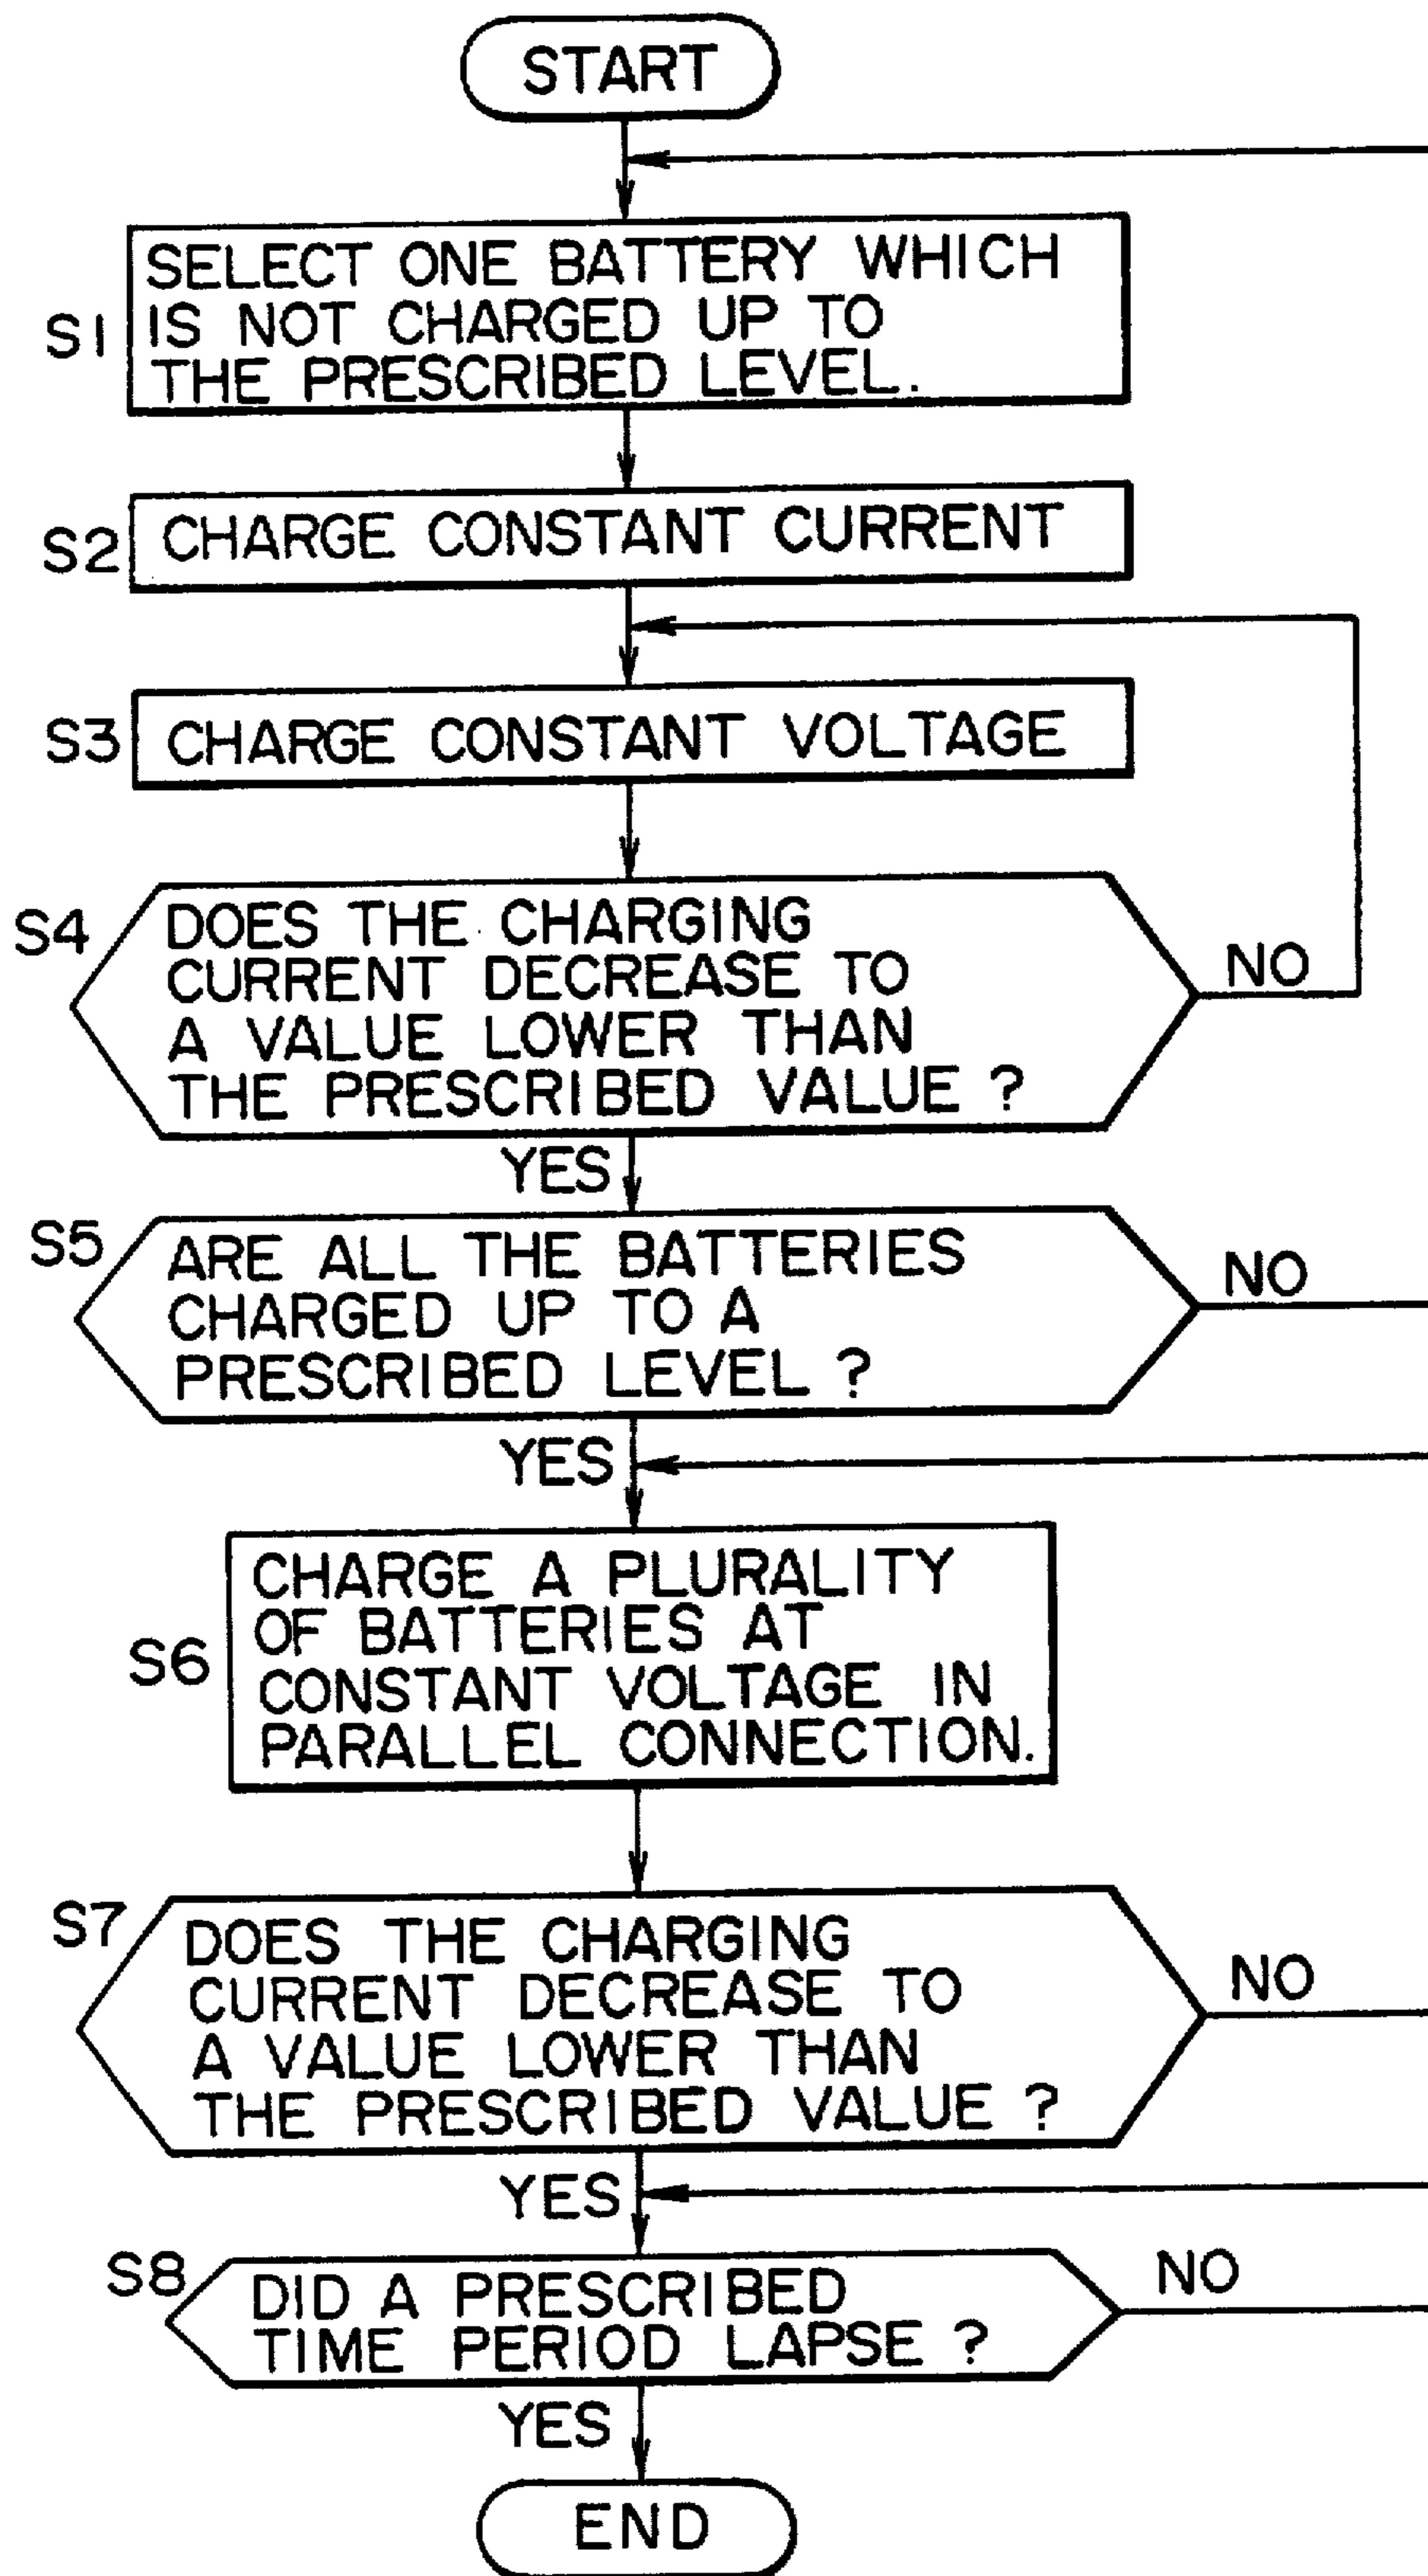 START
S1
SELECT ONE BATTERY WHICH
IS NOT CHARGED UP TO
THE PRESCRIBED LEVEL.
S2
CHARGE CONSTANT CURRENT
S3
CHARGE CONSTANT VOLTAGE
S4
DOES THE CHARGING
CURRENT DECREASE TO
A VALUE LOWER THAN
THE PRESCRIBED VALUE ?
NO
YES
S5
ARE ALL THE BATTERIES
CHARGED UP TO A
PRESCRIBED LEVEL ?
NO
YES
S6
CHARGE A PLURALITY
OF BATTERIES AT
CONSTANT VOLTAGE IN
PARALLEL CONNECTION.
S7
DOES THE CHARGING
CURRENT DECREASE TO
A VALUE LOWER THAN
THE PRESCRIBED VALUE ?
NO
YES
S8
DID A PRESCRIBED
TIME PERIOD LAPSE ?
NO
YES
END